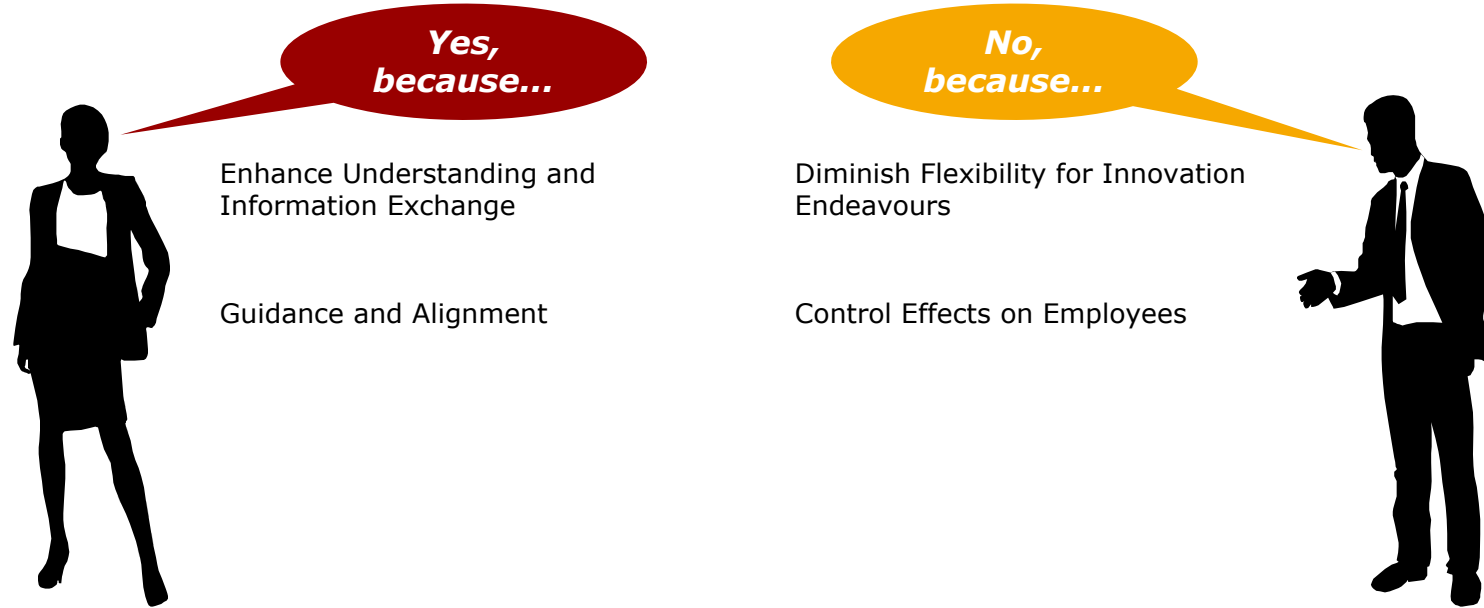 Yes,
because...
Enhance Understanding and
Information Exchange
Guidance and Alignment
No,
because...
Diminish Flexibility for Innovation
Endeavours
Control Effects on Employees